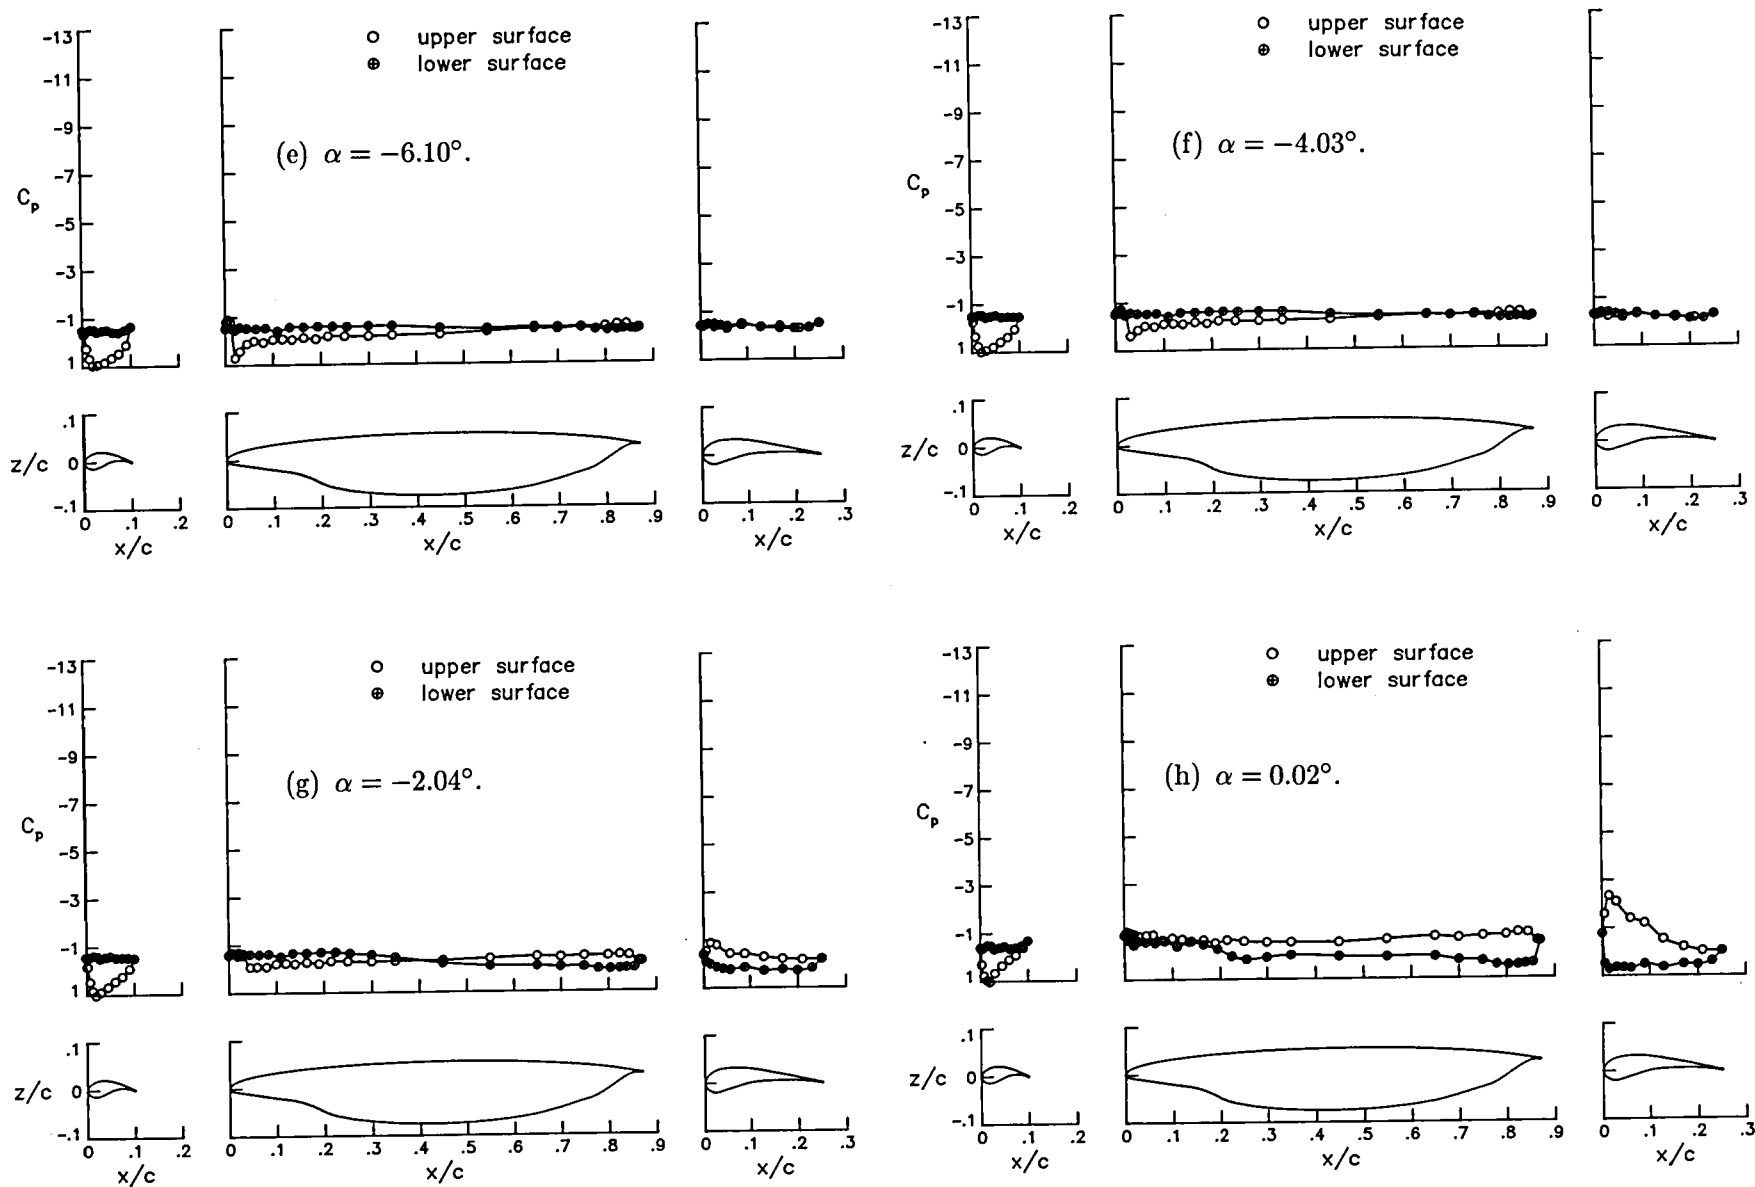 upper surface
lower surface
(e) α = −6.10°.
-13
-11
-9
-7
-5
-3
-1
1
C_p
.1
0
-.1
z/c
0 .1 .2
x/c
0 .1 .2 .3 .4 .5 .6 .7 .8 .9
x/c
0 .1 .2 .3
x/c
upper surface
lower surface
(f) α = −4.03°.
-13
-11
-9
-7
-5
-3
-1
1
C_p
.1
0
-.1
z/c
0 .1 .2
x/c
0 .1 .2 .3 .4 .5 .6 .7 .8 .9
x/c
0 .1 .2 .3
x/c
upper surface
lower surface
(g) α = −2.04°.
-13
-11
-9
-7
-5
-3
-1
1
C_p
.1
0
-.1
z/c
0 .1 .2
x/c
0 .1 .2 .3 .4 .5 .6 .7 .8 .9
x/c
0 .1 .2 .3
x/c
upper surface
lower surface
(h) α = 0.02°.
-13
-11
-9
-7
-5
-3
-1
1
C_p
.1
0
-.1
z/c
0 .1 .2
x/c
0 .1 .2 .3 .4 .5 .6 .7 .8 .9
x/c
0 .1 .2 .3
x/c